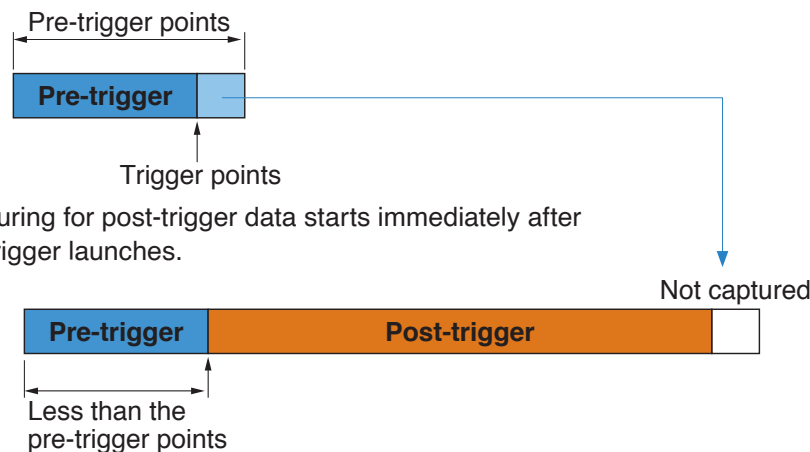 Pre-trigger points
Pre-trigger
Trigger points
uring for post-trigger data starts immediately after
rigger launches.
Not captured
Pre-trigger
Post-trigger
Less than the
pre-trigger points